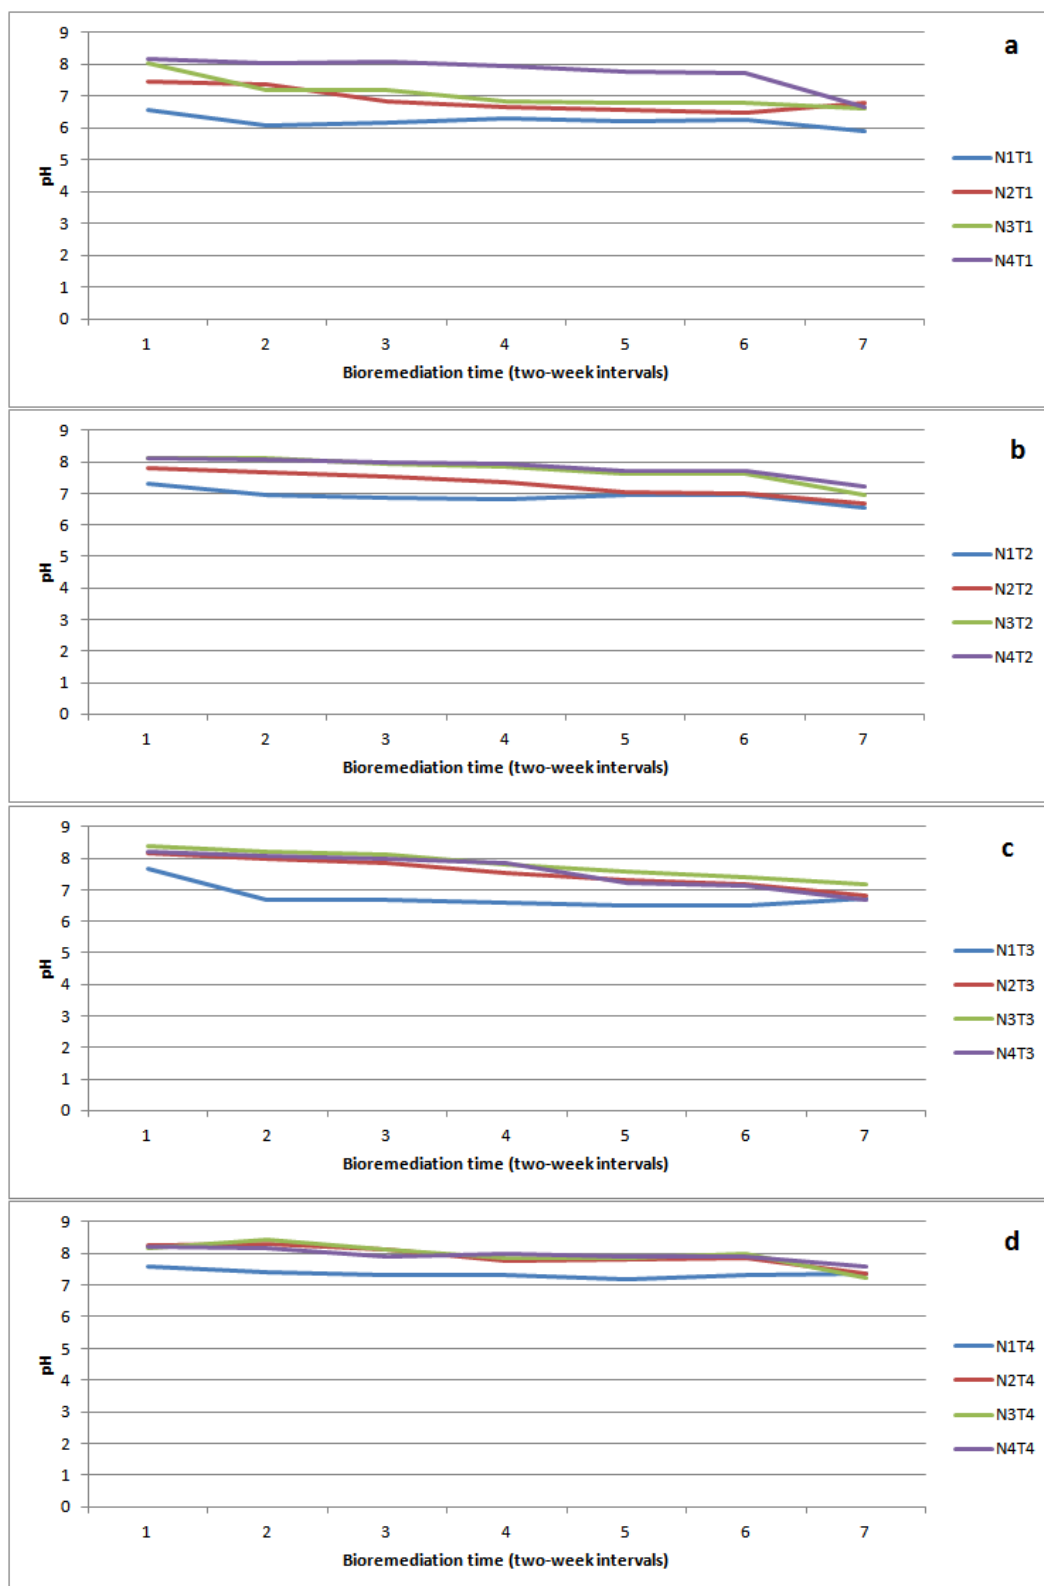 a
9
8
7
6
5
4
3
2
1
0
pH
1 2 3 4 5 6 7
Bioremediation time (two-week intervals)
N1T1
N2T1
N3T1
N4T1
b
9
8
7
6
5
4
3
2
1
0
pH
1 2 3 4 5 6 7
Bioremediation time (two-week intervals)
N1T2
N2T2
N3T2
N4T2
c
9
8
7
6
5
4
3
2
1
0
pH
1 2 3 4 5 6 7
Bioremediation time (two-week intervals)
N1T3
N2T3
N3T3
N4T3
d
9
8
7
6
5
4
3
2
1
0
pH
1 2 3 4 5 6 7
Bioremediation time (two-week intervals)
N1T4
N2T4
N3T4
N4T4